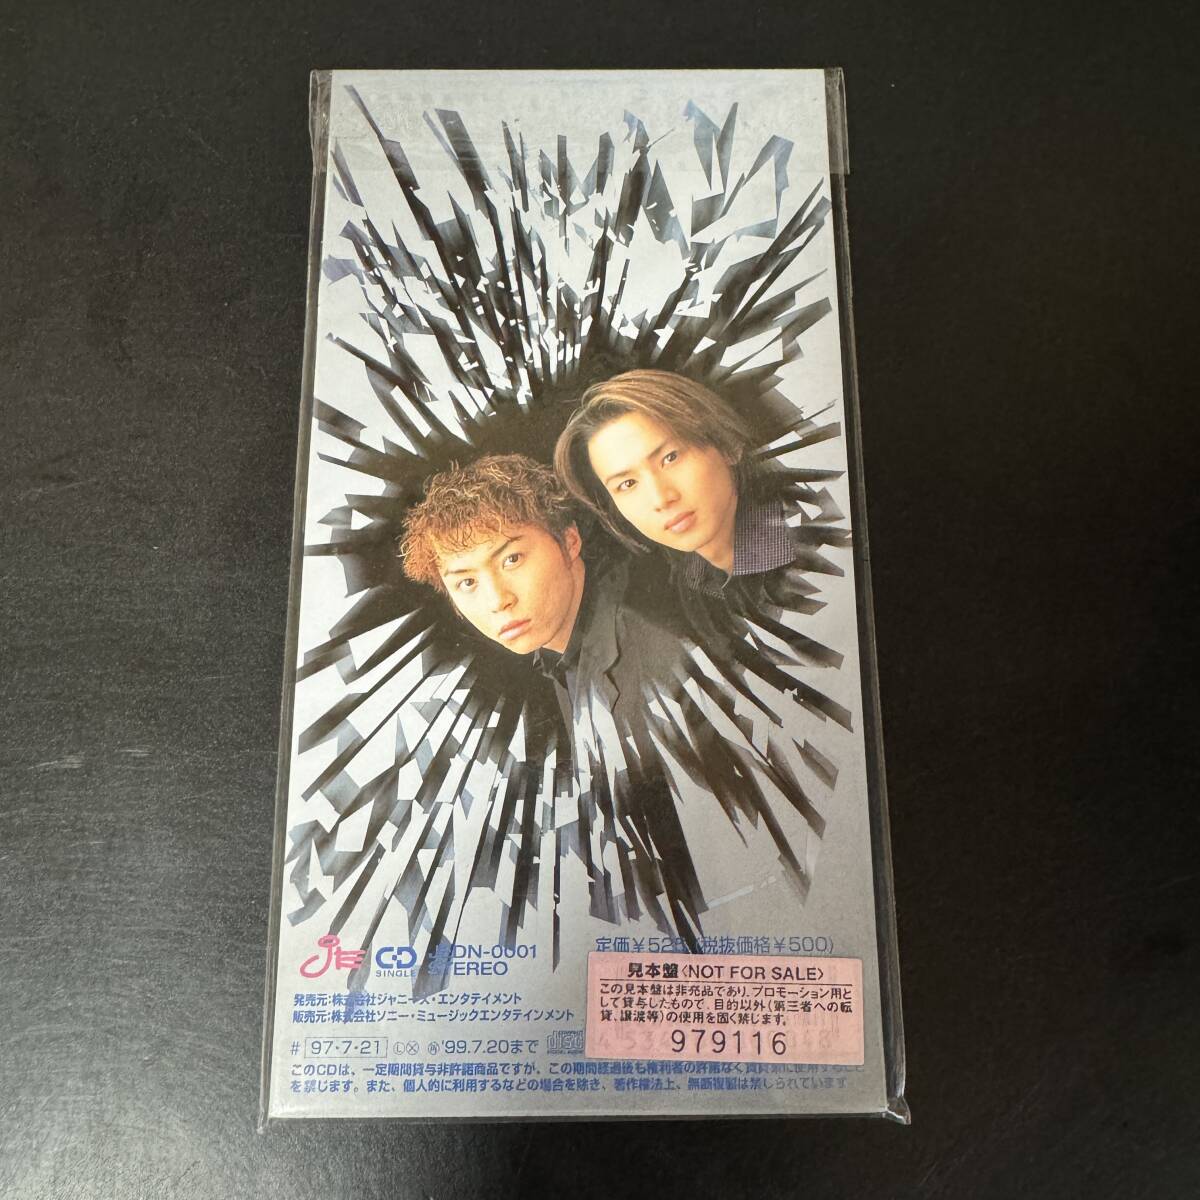 JE CD SINGLE JEDN-0001
STEREO
定価¥525 (税抜価格¥500)
発売元:株式会社ジャニーズ・エンタテイメント
販売元:株式会社ソニー・ミュージックエンタテインメント
# 97・7・21 '99.7.20まで
見本盤〈NOT FOR SALE〉
この見本盤は非売品であり、プロモーション用と
して貸与したもので、目的以外(第三者への転
貸、譲渡等)の使用を固く禁じます。
979116
このCDは、一定期間貸与非許諾商品ですが、この期間経過後も権利者の許諾なく賃貸業に使用すること
を禁じます。また、個人的に利用するなどの場合を除き、著作権法上、無断複製は禁じられています